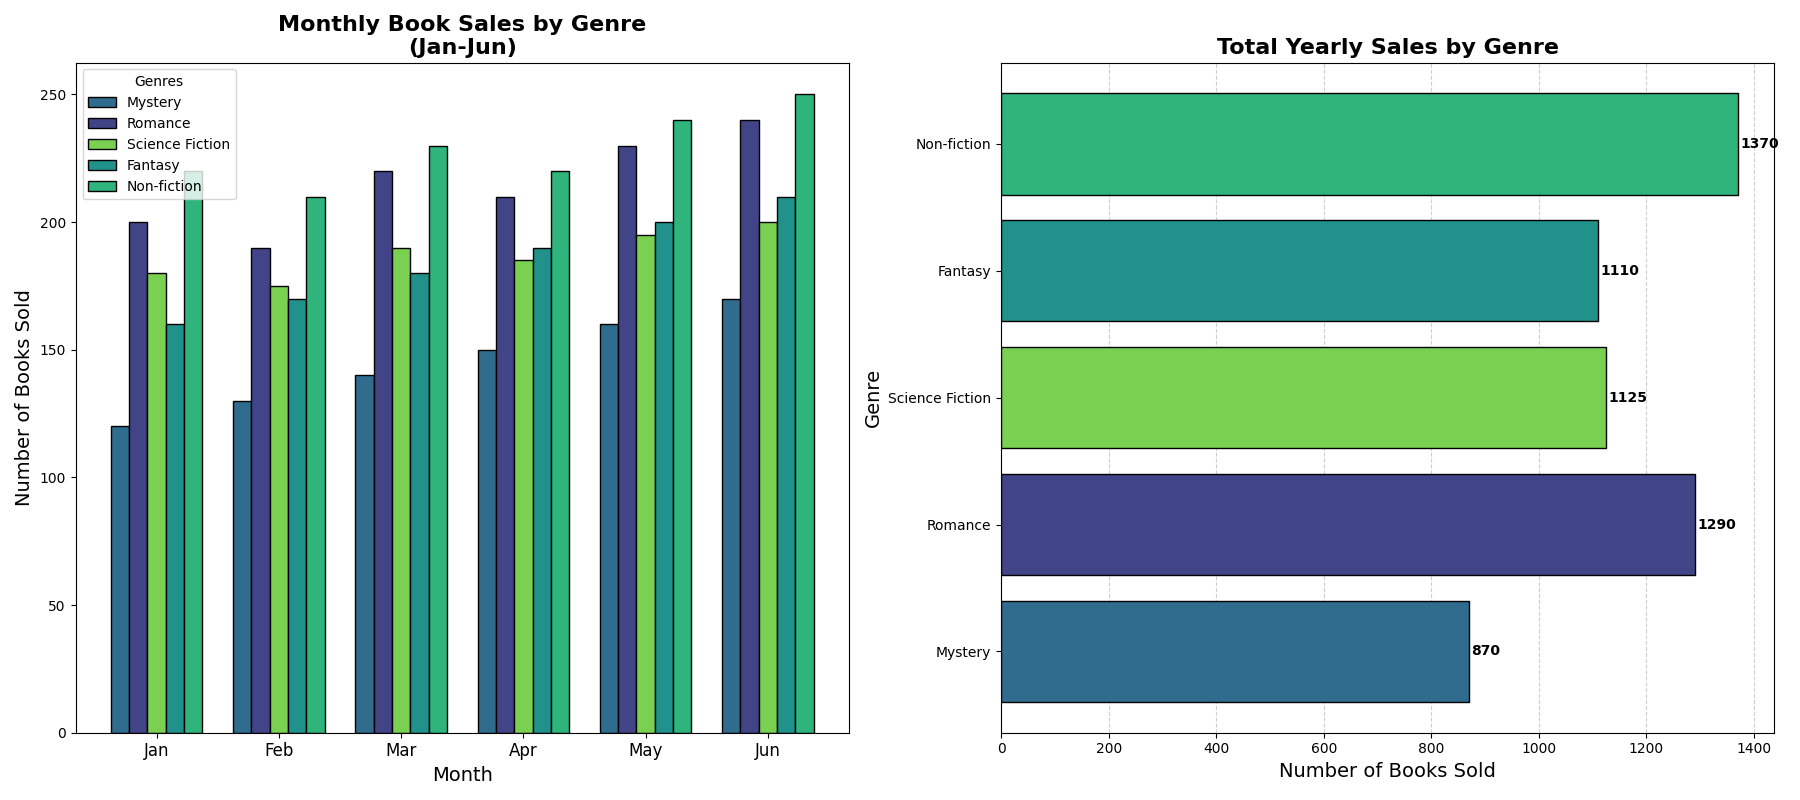 Monthly Book Sales by Genre
(Jan-Jun)
Genres
Mystery
Romance
Science Fiction
Fantasy
Non-fiction
Number of Books Sold
250
200
150
100
50
0
Jan Feb Mar Apr May Jun
Month
Total Yearly Sales by Genre
Genre
Non-fiction 1370
Fantasy 1110
Science Fiction 1125
Romance 1290
Mystery 870
0 200 400 600 800 1000 1200 1400
Number of Books Sold